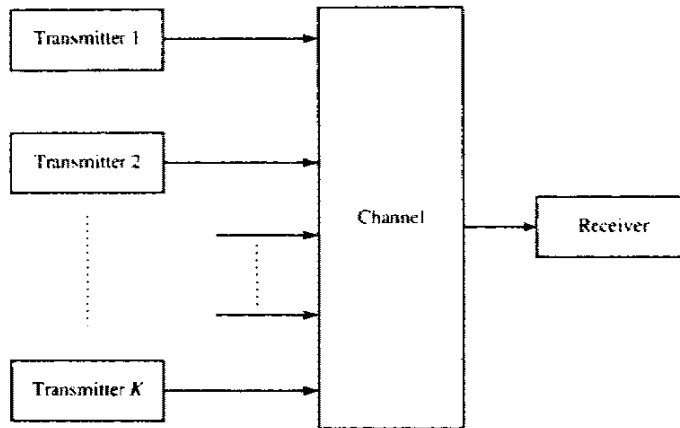 Transmitter 1
Transmitter 2
Channel
Receiver
Transmitter K